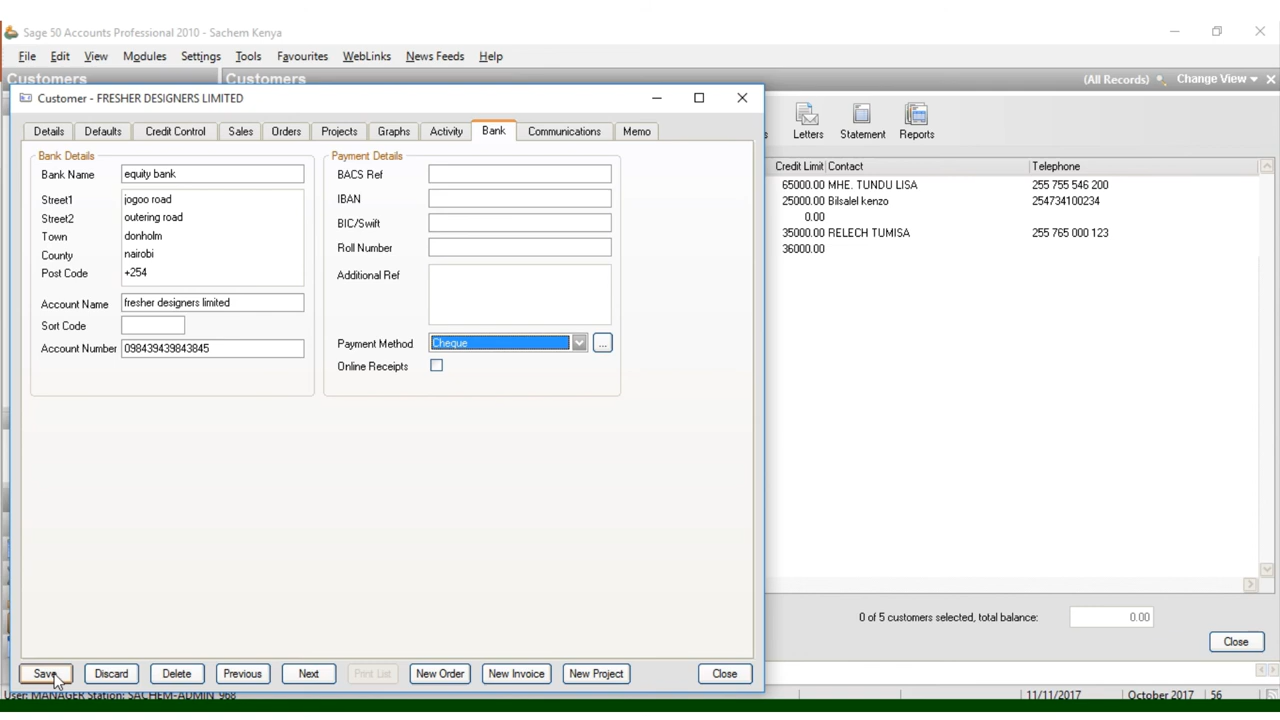 Sage 50 Accounts Professional 2010 - Sachem Kenya
File Edit View Modules Settings Tools Favourites WebLinks News Feeds Help
Customers Customers (All Records) Change View
Customer - FRESHER DESIGNERS LIMITED
Details Defaults Credit Control Sales Orders Projects Graphs Activity Bank Communications Memo
Letters Statement Reports
Bank Details
Bank Name equity bank
Street1 jogoo road
Street2 outering road
Town donholm
County nairobi
Post Code +254
Account Name fresher designers limited
Sort Code
Account Number 098439439843845
Payment Details
BACS Ref
IBAN
BIC/Swift
Roll Number
Additional Ref
Payment Method Cheque ...
Online Receipts
Credit Limit Contact Telephone
65000.00 MHE. TUNDU LISA 255 755 546 200
25000.00 Bilsalel kenzo 254734100234
0.00
35000.00 RELECH TUMISA 255 765 000 123
36000.00
0 of 5 customers selected, total balance: 0.00
Close
Save Discard Delete Previous Next Print List New Order New Invoice New Project Close
User: MANAGER Station: SACHEM-ADMIN_968 11/11/2017 October 2017 56